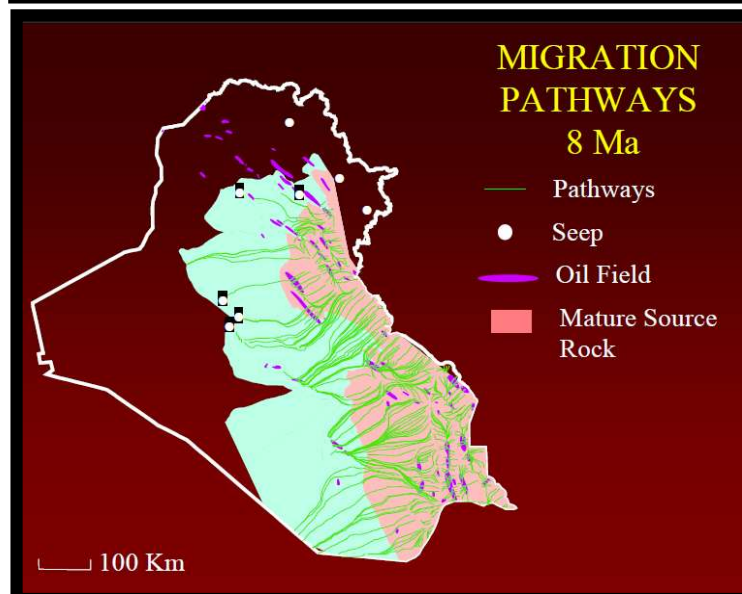 MIGRATION
PATHWAYS
8 Ma
Pathways
Seep
Oil Field
Mature Source
Rock
100 Km